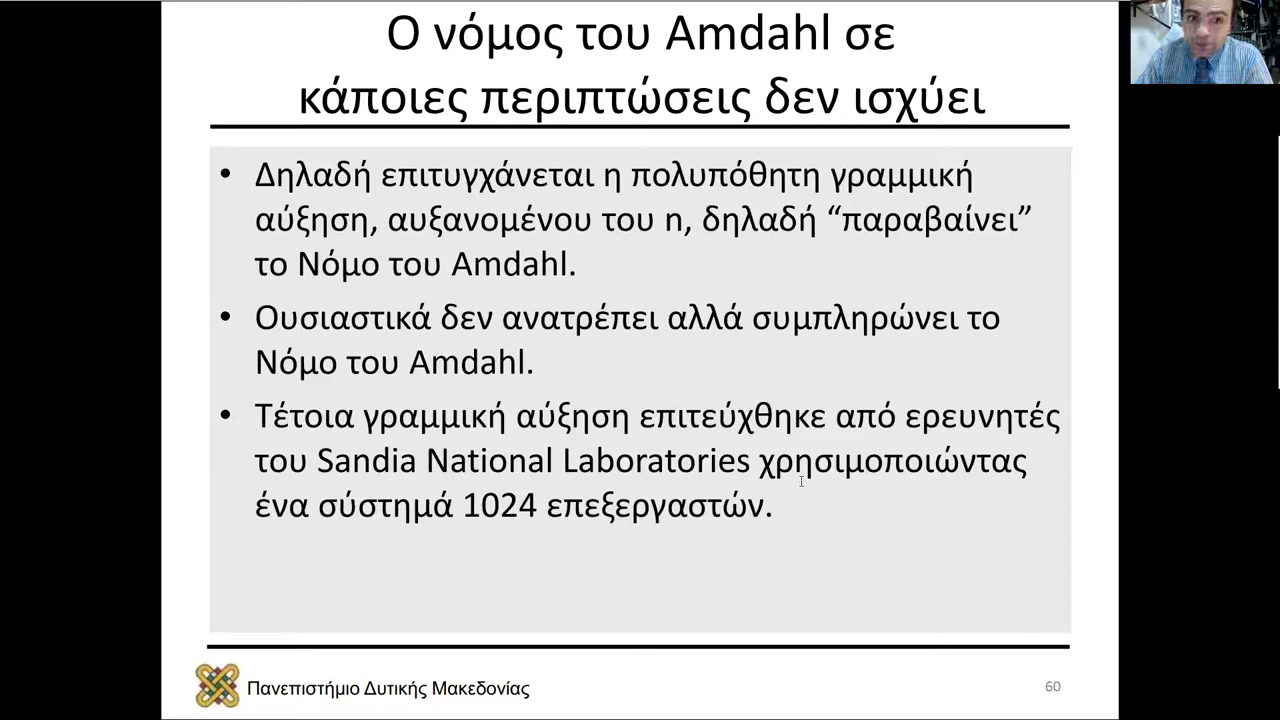 Ο νόμος του Amdahl σε
κάποιες περιπτώσεις δεν ισχύει
• Δηλαδή επιτυγχάνεται η πολυπόθητη γραμμική
αύξηση, αυξανομένου του n, δηλαδή “παραβαίνει”
το Νόμο του Amdahl.
• Ουσιαστικά δεν ανατρέπει αλλά συμπληρώνει το
Νόμο του Amdahl.
• Τέτοια γραμμική αύξηση επιτεύχθηκε από ερευνητές
του Sandia National Laboratories χρησιμοποιώντας
ένα σύστημά 1024 επεξεργαστών.
Πανεπιστήμιο Δυτικής Μακεδονίας
60